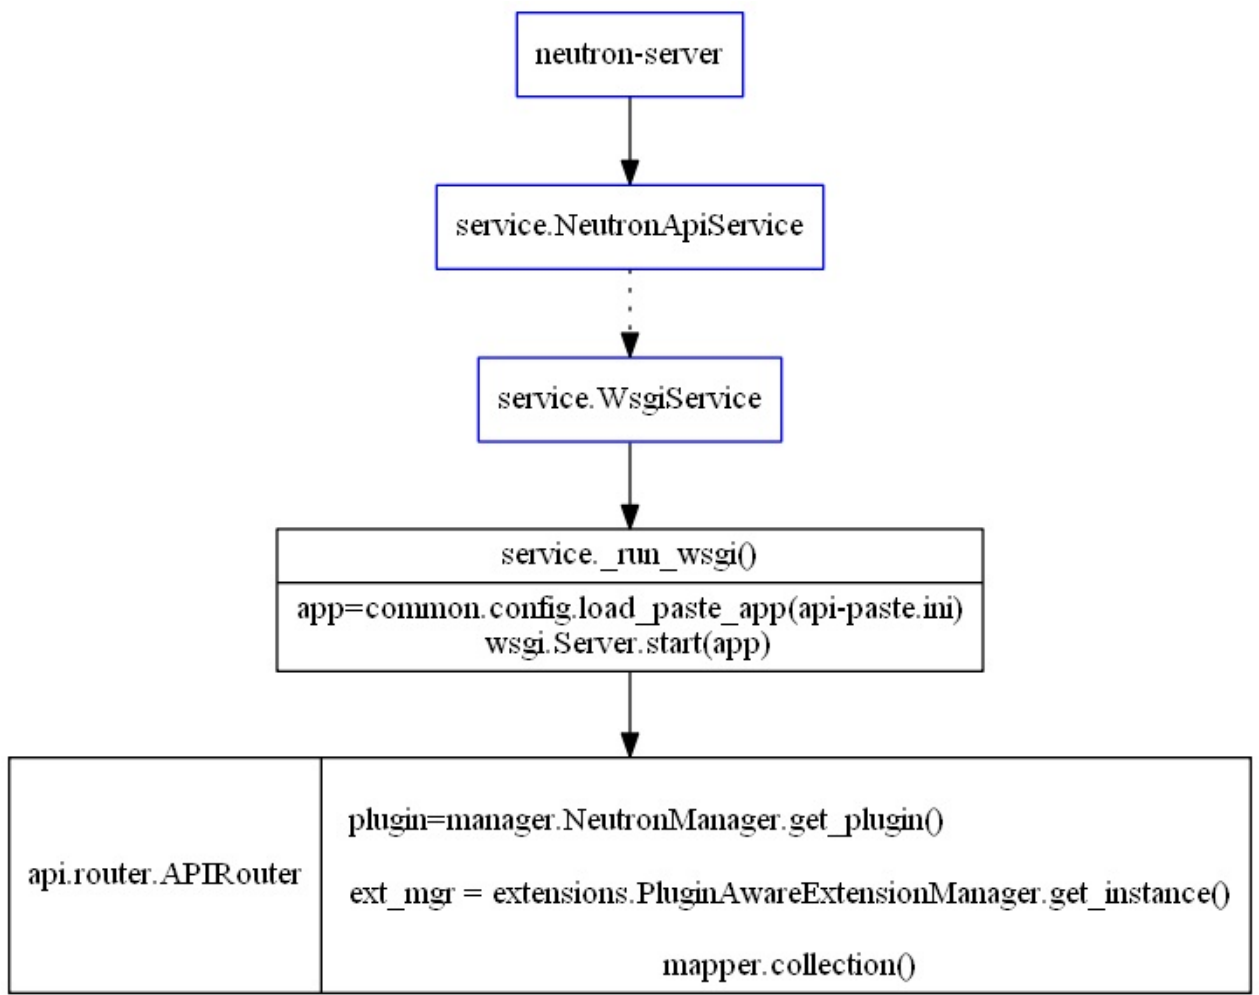 neutron-server
service.NeutronApiService
service.WsgiService
service._run_wsgi()
app=common.config.load_paste_app(api-paste.ini)
wsgi.Server.start(app)
api.router.APIRouter
plugin=manager.NeutronManager.get_plugin()
ext_mgr = extensions.PluginAwareExtensionManager.get_instance()
mapper.collection()